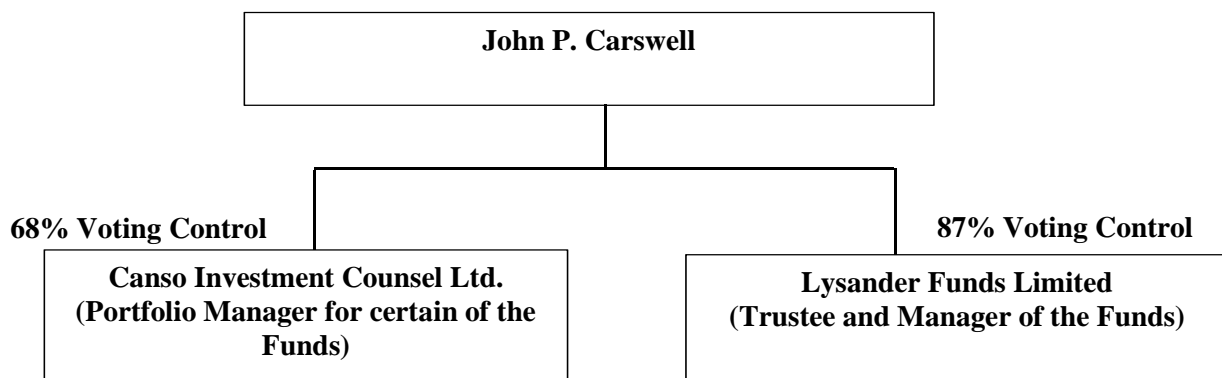 John P. Carswell
68% Voting Control
87% Voting Control
Canso Investment Counsel Ltd.
(Portfolio Manager for certain of the
Funds)
Lysander Funds Limited
(Trustee and Manager of the Funds)